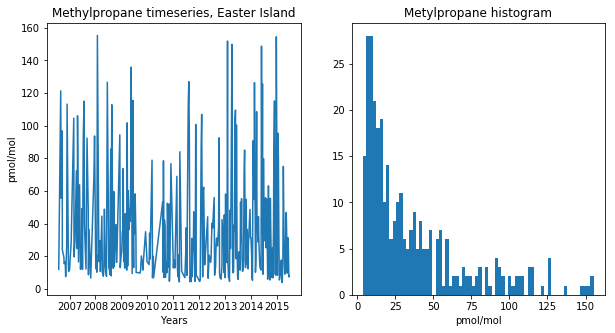 Methylpropane timeseries, Easter Island
pmol/mol
160
140
120
100
80
60
40
20
0
2007 2008 2009 2010 2011 2012 2013 2014 2015
Years
Metylpropane histogram
25
20
15
10
5
0
0 25 50 75 100 125 150
pmol/mol